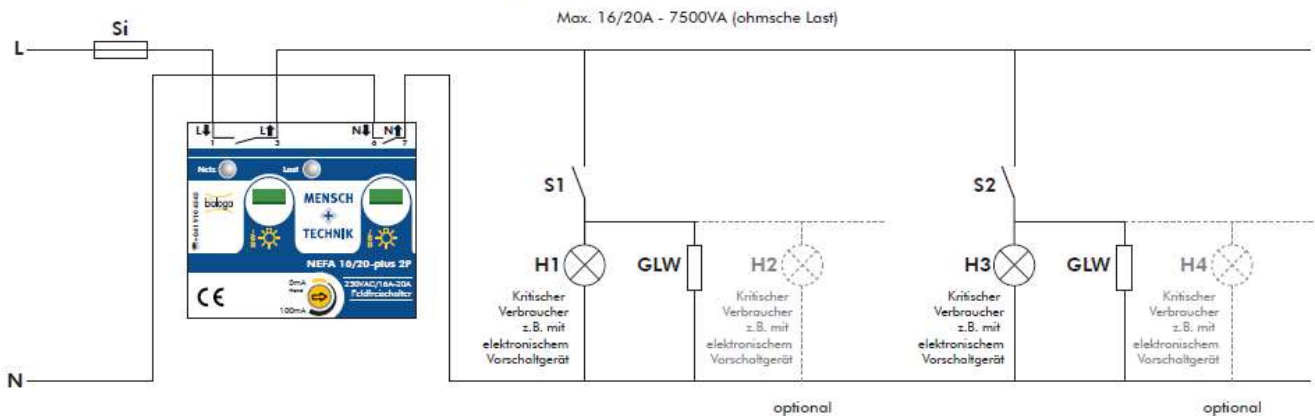 Max. 16/20A - 7500VA (ohmsche Last)
L
Si
L⬇ L⬆ N⬇ N⬆
1 3 6 7
Netz Last
biologa
MENSCH
+
TECHNIK
NEFA 16/20-plus 2P
230VAC/16A-20A
Feldfreischalter
0mA
100mA
CE
S1
H1
GLW
H2
Kritischer
Verbraucher
z.B. mit
elektronischem
Vorschaltgerät
Kritischer
Verbraucher
z.B. mit
elektronischem
Vorschaltgerät
S2
H3
GLW
H4
Kritischer
Verbraucher
z.B. mit
elektronischem
Vorschaltgerät
Kritischer
Verbraucher
z.B. mit
elektronischem
Vorschaltgerät
N
optional
optional